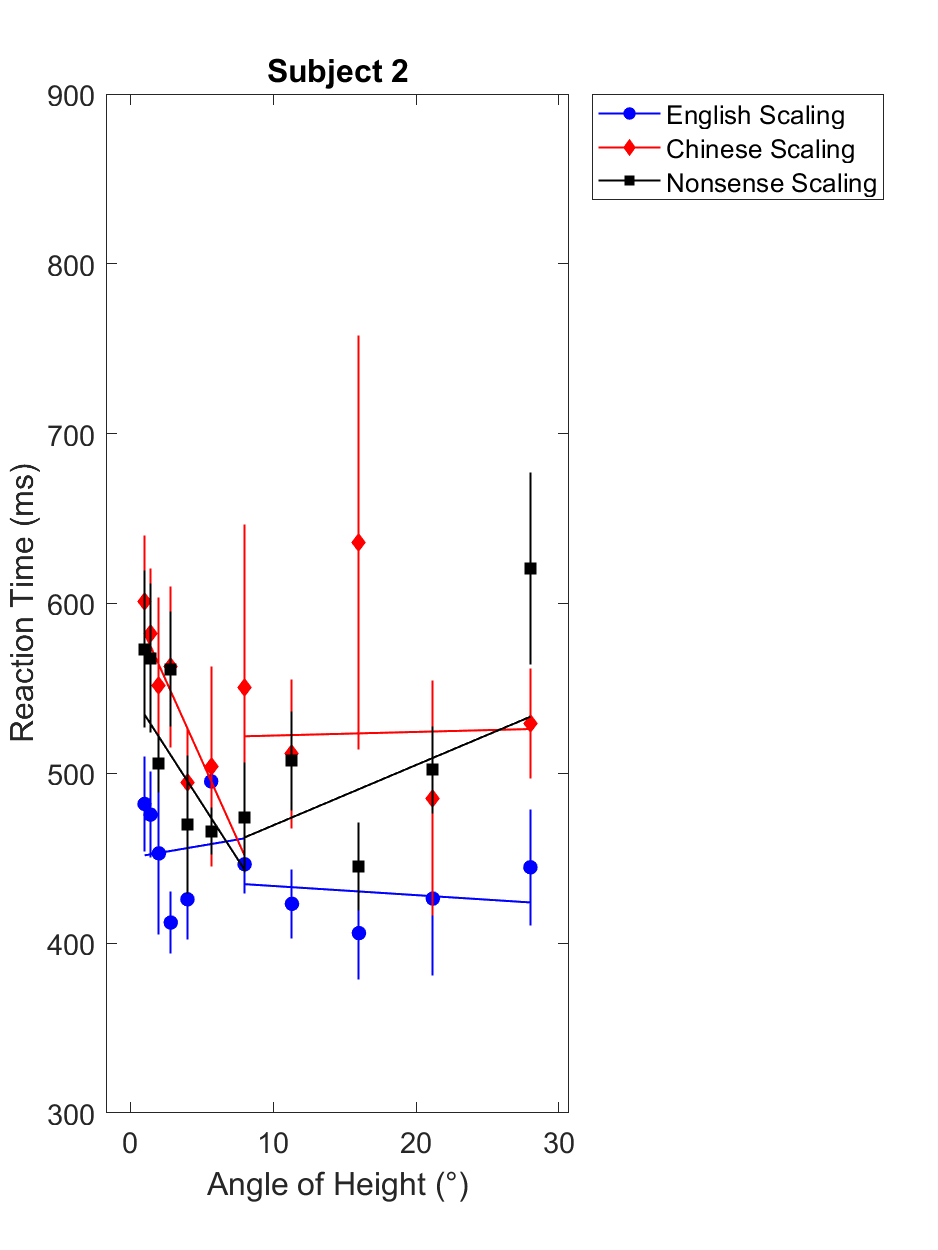 Subject 2
900
800
700
600
500
400
300
0 10 20 30
Reaction Time (ms)
Angle of Height (°)
English Scaling
Chinese Scaling
Nonsense Scaling